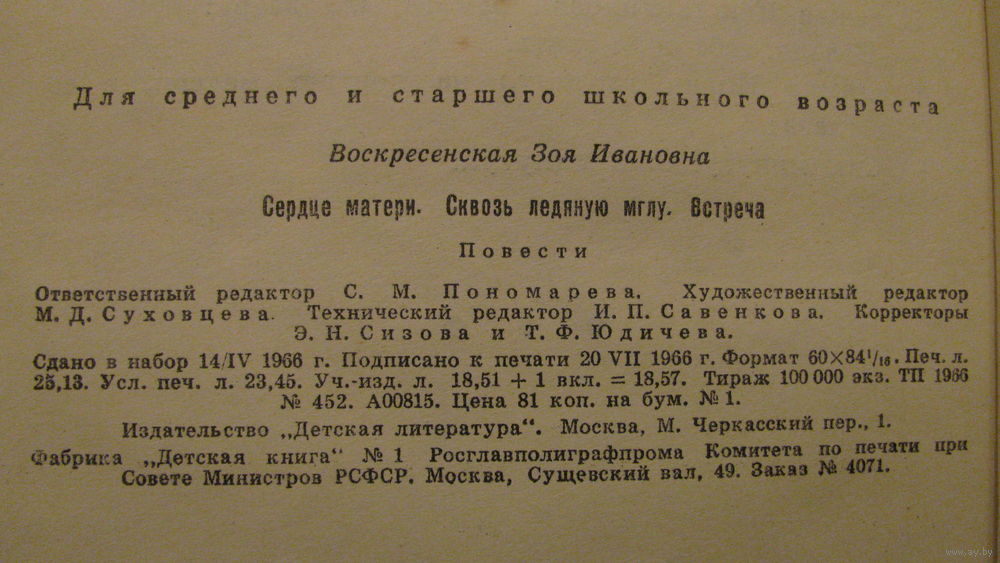 Для среднего и старшего школьного возраста
Воскресенская Зоя Ивановна
Сердце матери. Сквозь ледяную мглу. Встреча
Повести
Ответственный редактор С. М. Пономарева. Художественный редактор
М. Д. Суховцева. Технический редактор И. П. Савенкова. Корректоры
Э. Н. Сизова и Т. Ф. Юдичева.
Сдано в набор 14/IV 1966 г. Подписано к печати 20 VII 1966 г. Формат 60×84¹/₁₆. Печ. л.
25,13. Усл. печ. л. 23,45. Уч.-изд. л. 18,51 + 1 вкл. = 18,57. Тираж 100 000 экз. ТП 1966
№ 452. А00815. Цена 81 коп. на бум. № 1.
Издательство „Детская литература“. Москва, М. Черкасский пер., 1.
Фабрика „Детская книга“ № 1 Росглавполиграфпрома Комитета по печати при
Совете Министров РСФСР. Москва, Сущевский вал, 49. Заказ № 4071.
www.ay.by